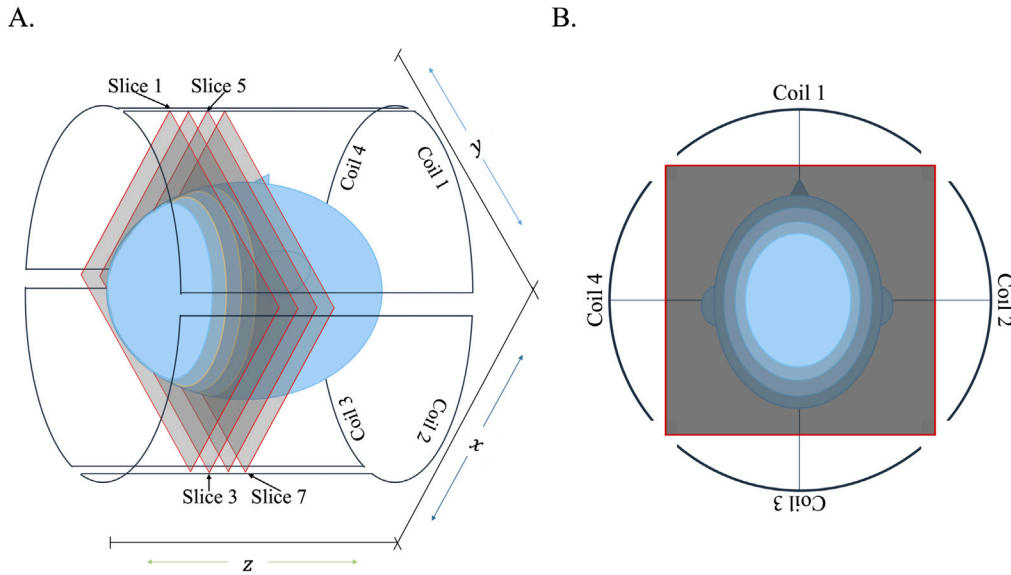 A.
B.
Slice 1
Slice 5
Coil 4
Coil 1
y
Coil 3
Coil 2
x
Slice 3
Slice 7
z
Coil 1
Coil 4
Coil 2
Coil 3